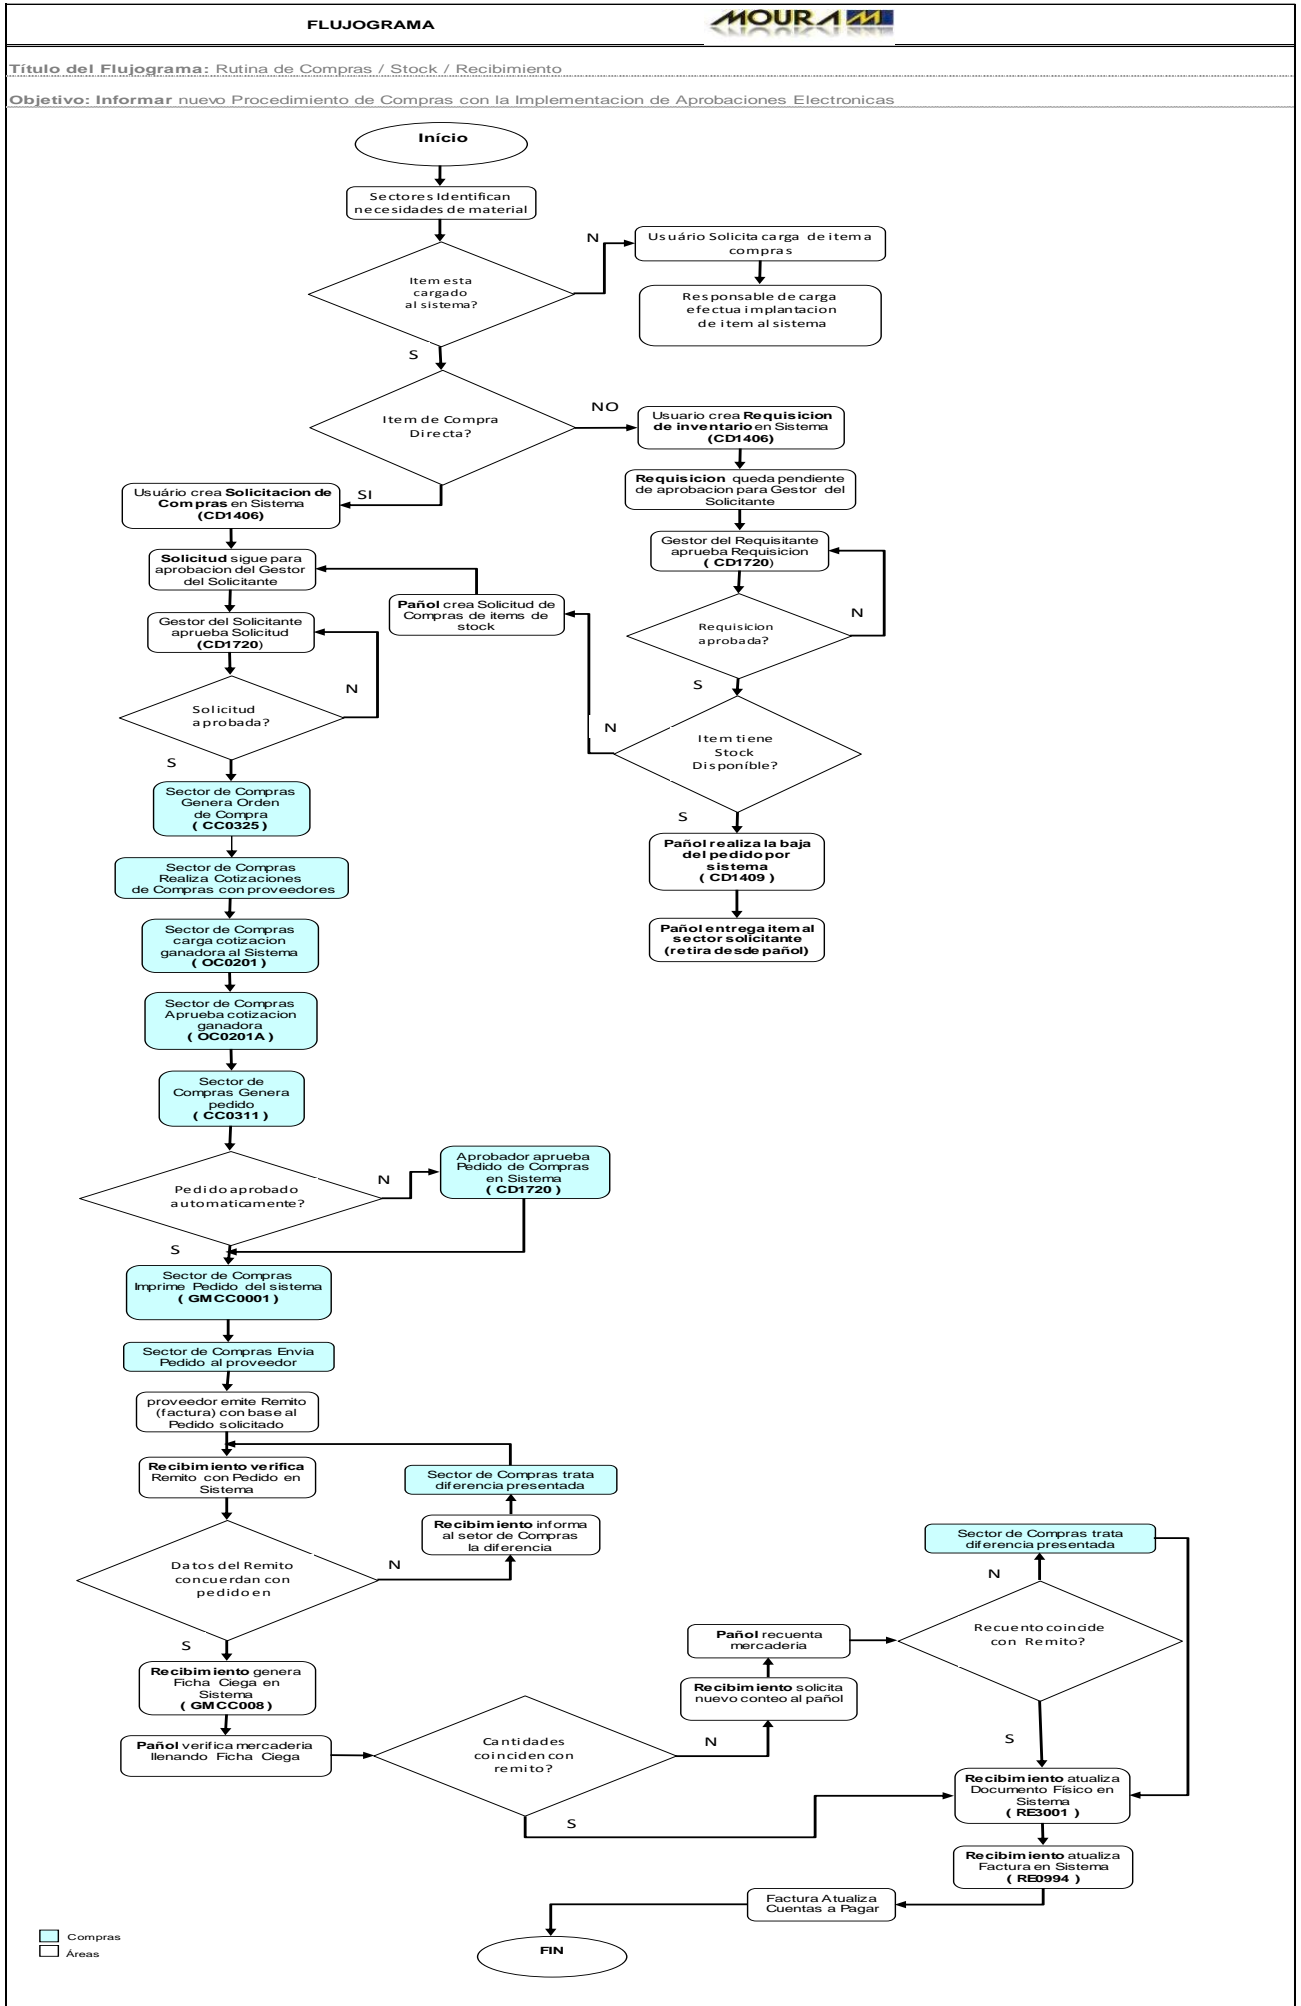 FLUJOGRAMA
MOURA
Título del Flujograma: Rutina de Compras / Stock / Recibimiento
Objetivo: Informar nuevo Procedimiento de Compras con la Implementacion de Aprobaciones Electronicas
Início
Sectores Identifican
necesidades de material
Item esta
cargado
al sistema?
N
Usuário Solicita carga de item a
compras
Responsable de carga
efectua implantacion
de item al sistema
S
Item de Compra
Directa?
NO
Usuario crea Requisicion
de inventario en Sistema
(CD1406)
SI
Usuário crea Solicitacion de
Compras en Sistema
(CD1406)
Requisicion queda pendiente
de aprobacion para Gestor del
Solicitante
Solicitud sigue para
aprobacion del Gestor
del Solicitante
Gestor del Requisitante
aprueba Requisicion
( CD1720)
Pañol crea Solicitud de
Compras de items de
stock
N
Requisicion
aprobada?
Gestor del Solicitante
aprueba Solicitud
(CD1720)
N
S
Solicitud
aprobada?
N
Item tiene
Stock
Disponíble?
S
S
Sector de Compras
Genera Orden
de Compra
( CC0325 )
Pañol realiza la baja
del pedido por
sistema
( CD1409 )
Sector de Compras
Realiza Cotizaciones
de Compras con proveedores
Pañol entrega item al
sector solicitante
(retira desde pañol)
Sector de Compras
carga cotizacion
ganadora al Sistema
( OC0201 )
Sector de Compras
Aprueba cotizacion
ganadora
( OC0201A )
Sector de
Compras Genera
pedido
( CC0311 )
Pedido aprobado
automaticamente?
N
Aprobador aprueba
Pedido de Compras
en Sistema
( CD1720 )
S
Sector de Compras
Imprime Pedido del sistema
( GMCC0001 )
Sector de Compras Envia
Pedido al proveedor
proveedor emite Remito
(factura) con base al
Pedido solicitado
Recibimiento verifica
Remito con Pedido en
Sistema
Sector de Compras trata
diferencia presentada
Recibimiento informa
al setor de Compras
la diferencia
Datos del Remito
concuerdan con
pedido en
N
Sector de Compras trata
diferencia presentada
N
Recuento coincide
con Remito?
Pañol recuenta
mercaderia
S
Recibimiento genera
Ficha Ciega en
Sistema
( GMCC008 )
Recibimiento solicita
nuevo conteo al pañol
Pañol verifica mercaderia
llenando Ficha Ciega
Cantidades
coinciden con
remito?
N
S
Recibimiento atualiza
Documento Físico en
Sistema
( RE3001 )
S
Recibimiento atualiza
Factura en Sistema
( RE0994 )
Factura Atualiza
Cuentas a Pagar
FIN
Compras
Áreas